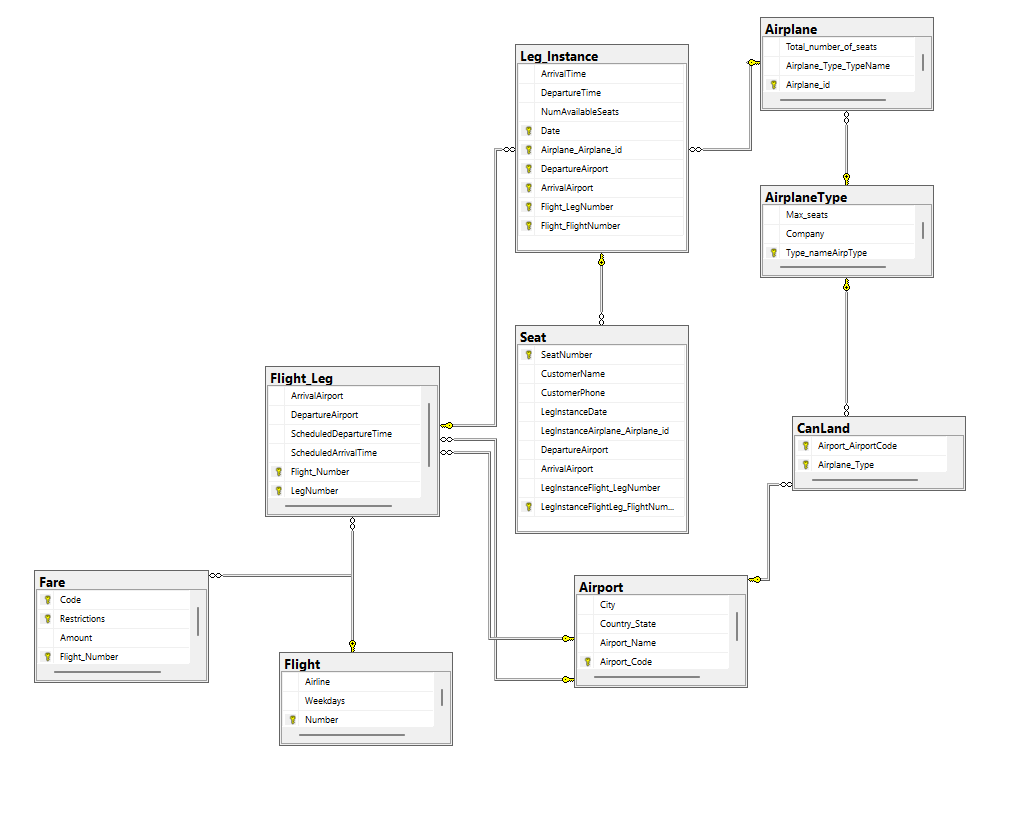 Airplane
Total_number_of_seats
Airplane_Type_TypeName
Airplane_id
Leg_Instance
ArrivalTime
DepartureTime
NumAvailableSeats
Date
Airplane_Airplane_id
DepartureAirport
ArrivalAirport
Flight_LegNumber
Flight_FlightNumber
AirplaneType
Max_seats
Company
Type_nameAirpType
Seat
SeatNumber
CustomerName
CustomerPhone
LegInstanceDate
LegInstanceAirplane_Airplane_id
DepartureAirport
ArrivalAirport
LegInstanceFlight_LegNumber
LegInstanceFlightLeg_FlightNum...
Flight_Leg
ArrivalAirport
DepartureAirport
ScheduledDepartureTime
ScheduledArrivalTime
Flight_Number
LegNumber
CanLand
Airport_AirportCode
Airplane_Type
Fare
Code
Restrictions
Amount
Flight_Number
Airport
City
Country_State
Airport_Name
Airport_Code
Flight
Airline
Weekdays
Number